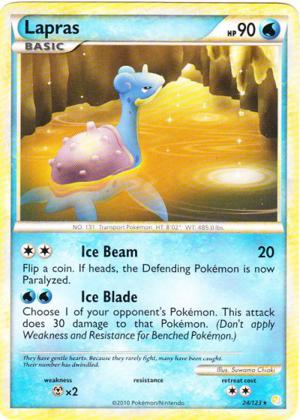 Lapras
HP 90
BASIC
NO. 131 Transport Pokémon HT: 8'02" WT: 485.0 lbs.
Ice Beam 20
Flip a coin. If heads, the Defending Pokémon is now
Paralyzed.
Ice Blade
Choose 1 of your opponent's Pokémon. This attack
does 30 damage to that Pokémon. (Don't apply
Weakness and Resistance for Benched Pokémon.)
They have gentle hearts. Because they rarely fight, many have been caught.
Their number has dwindled.
Illus. Suwama Chiaki
weakness resistance retreat cost
×2
24/123 ★
©2010 Pokémon/Nintendo